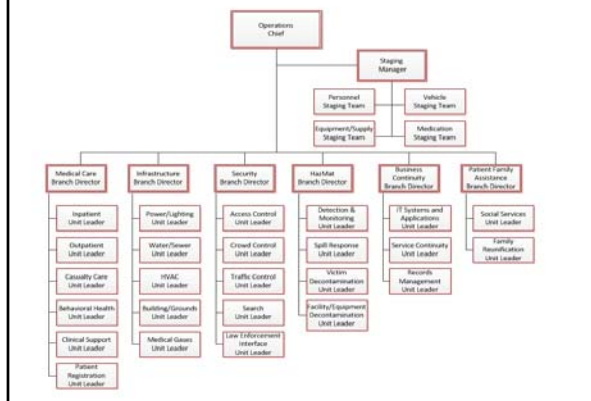 Operations
Chief
Staging
Manager
Personnel
Staging Team
Vehicle
Staging Team
Equipment/Supply
Staging Team
Medication
Staging Team
Medical Care
Branch Director
Infrastructure
Branch Director
Security
Branch Director
HazMat
Branch Director
Business
Continuity
Branch Director
Patient Family
Assistance
Branch Director
Inpatient
Unit Leader
Outpatient
Unit Leader
Casualty Care
Unit Leader
Behavioral Health
Unit Leader
Clinical Support
Unit Leader
Patient
Registration
Unit Leader
Power/Lighting
Unit Leader
Water/Sewer
Unit Leader
HVAC
Unit Leader
Building/Grounds
Unit Leader
Medical Gases
Unit Leader
Access Control
Unit Leader
Crowd Control
Unit Leader
Traffic Control
Unit Leader
Search
Unit Leader
Law Enforcement
Interface
Unit Leader
Detection &
Monitoring
Unit Leader
Spill Response
Unit Leader
Victim
Decontamination
Unit Leader
Facility/Equipment
Decontamination
Unit Leader
IT Systems and
Applications
Unit Leader
Service Continuity
Unit Leader
Records
Management
Unit Leader
Social Services
Unit Leader
Family
Reunification
Unit Leader